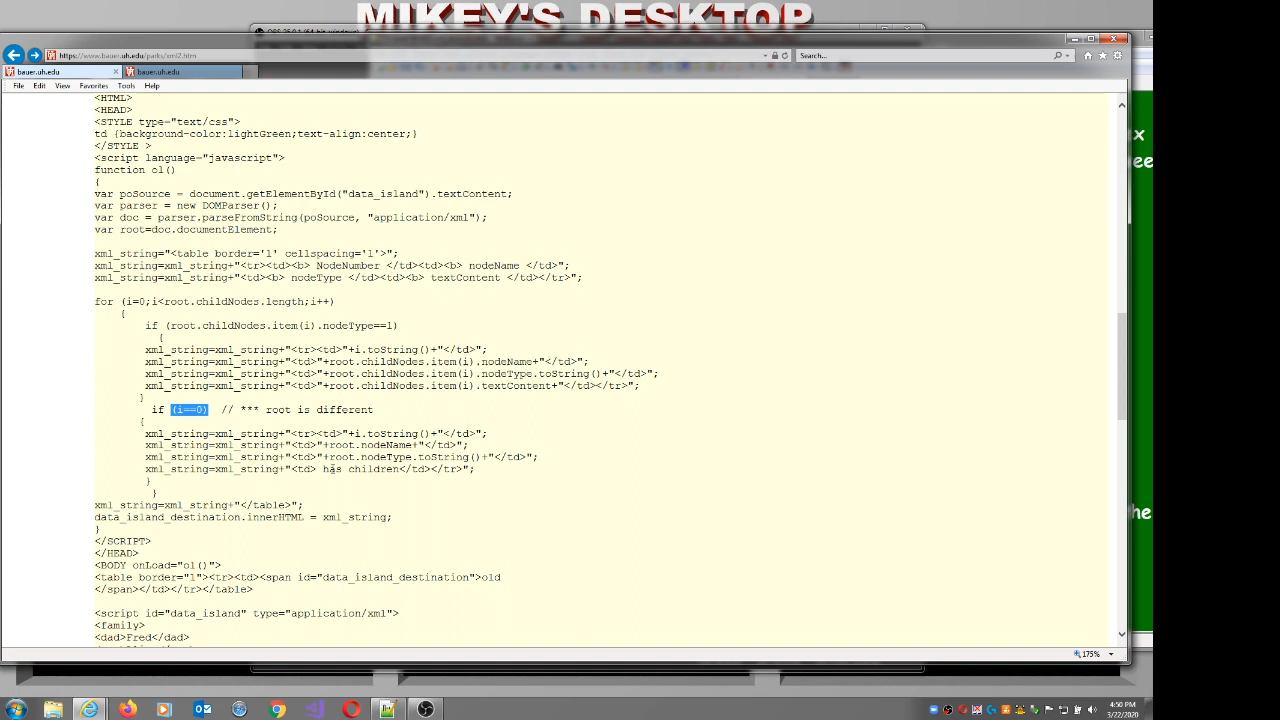 MIKEY'S DESKTOP
OBS 25.0.1 (64-bit, windows)
https://www.bauer.uh.edu/parks/xml2.htm
Search...
bauer.uh.edu
bauer.uh.edu
File Edit View Favorites Tools Help
<HTML>
<HEAD>
<STYLE type="text/css">
td {background-color:lightGreen;text-align:center;}
</STYLE >
<script language="javascript">
function ol()
{
var poSource = document.getElementById("data_island").textContent;
var parser = new DOMParser();
var doc = parser.parseFromString(poSource, "application/xml");
var root=doc.documentElement;
xml_string="<table border='1' cellspacing='1'>";
xml_string=xml_string+"<tr><td><b> NodeNumber </td><td><b> nodeName </td>";
xml_string=xml_string+"<td><b> nodeType </td><td><b> textContent </td></tr>";
for (i=0;i<root.childNodes.length;i++)
{
if (root.childNodes.item(i).nodeType==1)
{
xml_string=xml_string+"<tr><td>"+i.toString()+"</td>";
xml_string=xml_string+"<td>"+root.childNodes.item(i).nodeName+"</td>";
xml_string=xml_string+"<td>"+root.childNodes.item(i).nodeType.toString()+"</td>";
xml_string=xml_string+"<td>"+root.childNodes.item(i).textContent+"</td></tr>";
}
if (i==0) // *** root is different
{
xml_string=xml_string+"<tr><td>"+i.toString()+"</td>";
xml_string=xml_string+"<td>"+root.nodeName+"</td>";
xml_string=xml_string+"<td>"+root.nodeType.toString()+"</td>";
xml_string=xml_string+"<td> has children</td></tr>";
}
}
xml_string=xml_string+"</table>";
data_island_destination.innerHTML = xml_string;
}
</SCRIPT>
</HEAD>
<BODY onLoad="ol()">
<table border="1"><tr><td><span id="data_island_destination">old
</span></td></tr></table>
<script id="data_island" type="application/xml">
<family>
<dad>Fred</dad>
175%
4:50 PM
3/22/2020